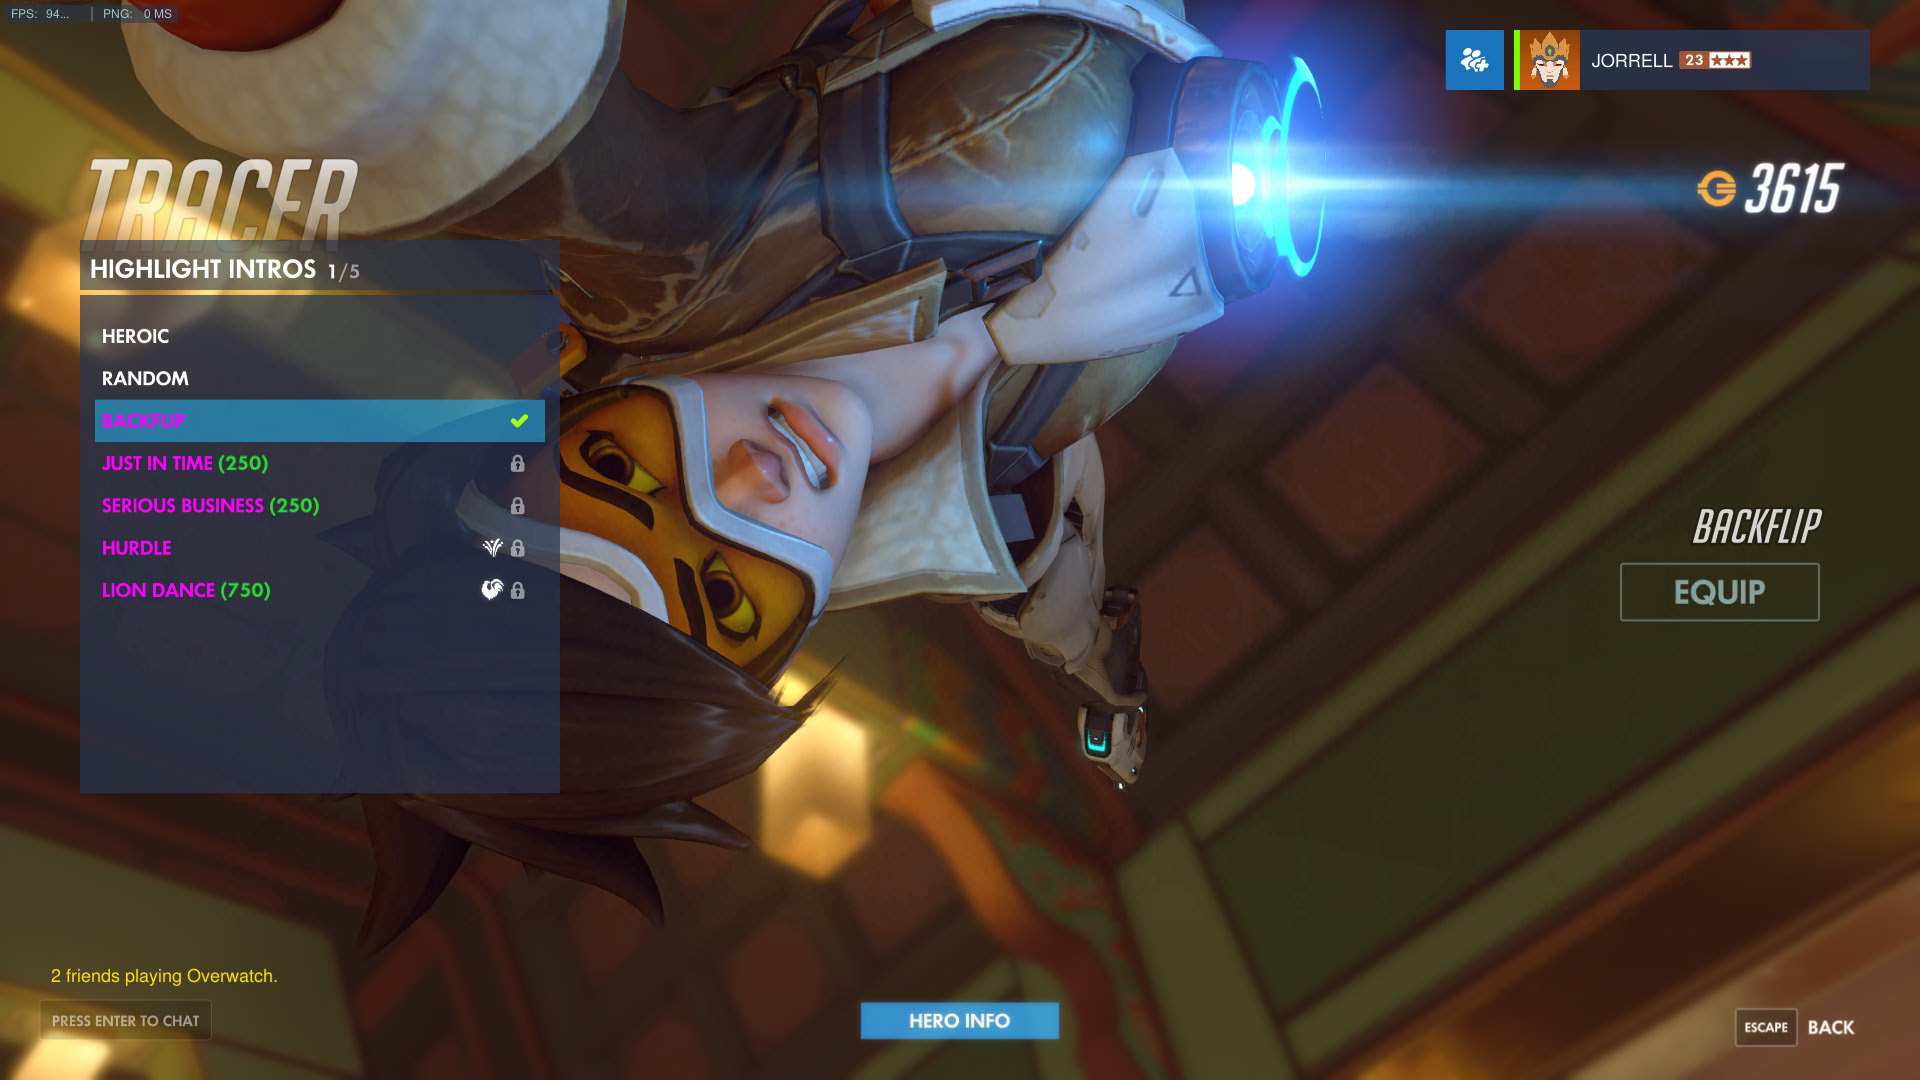 FPS: 94... | PNG: 0 MS
JORRELL 23
TRACER
3615
HIGHLIGHT INTROS 1/5
HEROIC
RANDOM
BACKFLIP
JUST IN TIME (250)
SERIOUS BUSINESS (250)
HURDLE
LION DANCE (750)
BACKFLIP
EQUIP
2 friends playing Overwatch.
PRESS ENTER TO CHAT
HERO INFO
ESCAPE BACK